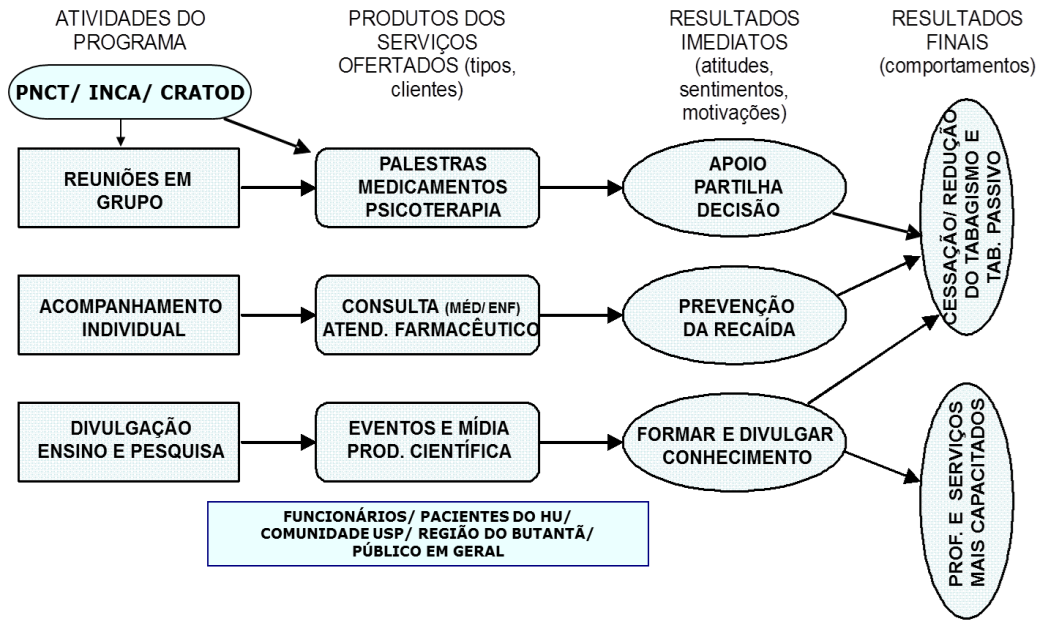 ATIVIDADES DO
PROGRAMA
PRODUTOS DOS
SERVIÇOS
OFERTADOS (tipos,
clientes)
RESULTADOS
IMEDIATOS
(atitudes,
sentimentos,
motivações)
RESULTADOS
FINAIS
(comportamentos)
PNCT/ INCA/ CRATOD
REUNIÕES EM
GRUPO
PALESTRAS
MEDICAMENTOS
PSICOTERAPIA
APOIO
PARTILHA
DECISÃO
CESSAÇÃO/ REDUÇÃO
DO TABAGISMO E
TAB. PASSIVO
ACOMPANHAMENTO
INDIVIDUAL
CONSULTA (MÉD/ ENF)
ATEND. FARMACÊUTICO
PREVENÇÃO
DA RECAÍDA
DIVULGAÇÃO
ENSINO E PESQUISA
EVENTOS E MÍDIA
PROD. CIENTÍFICA
FORMAR E DIVULGAR
CONHECIMENTO
PROF. E SERVIÇOS
MAIS CAPACITADOS
FUNCIONÁRIOS/ PACIENTES DO HU/
COMUNIDADE USP/ REGIÃO DO BUTANTÃ/
PÚBLICO EM GERAL